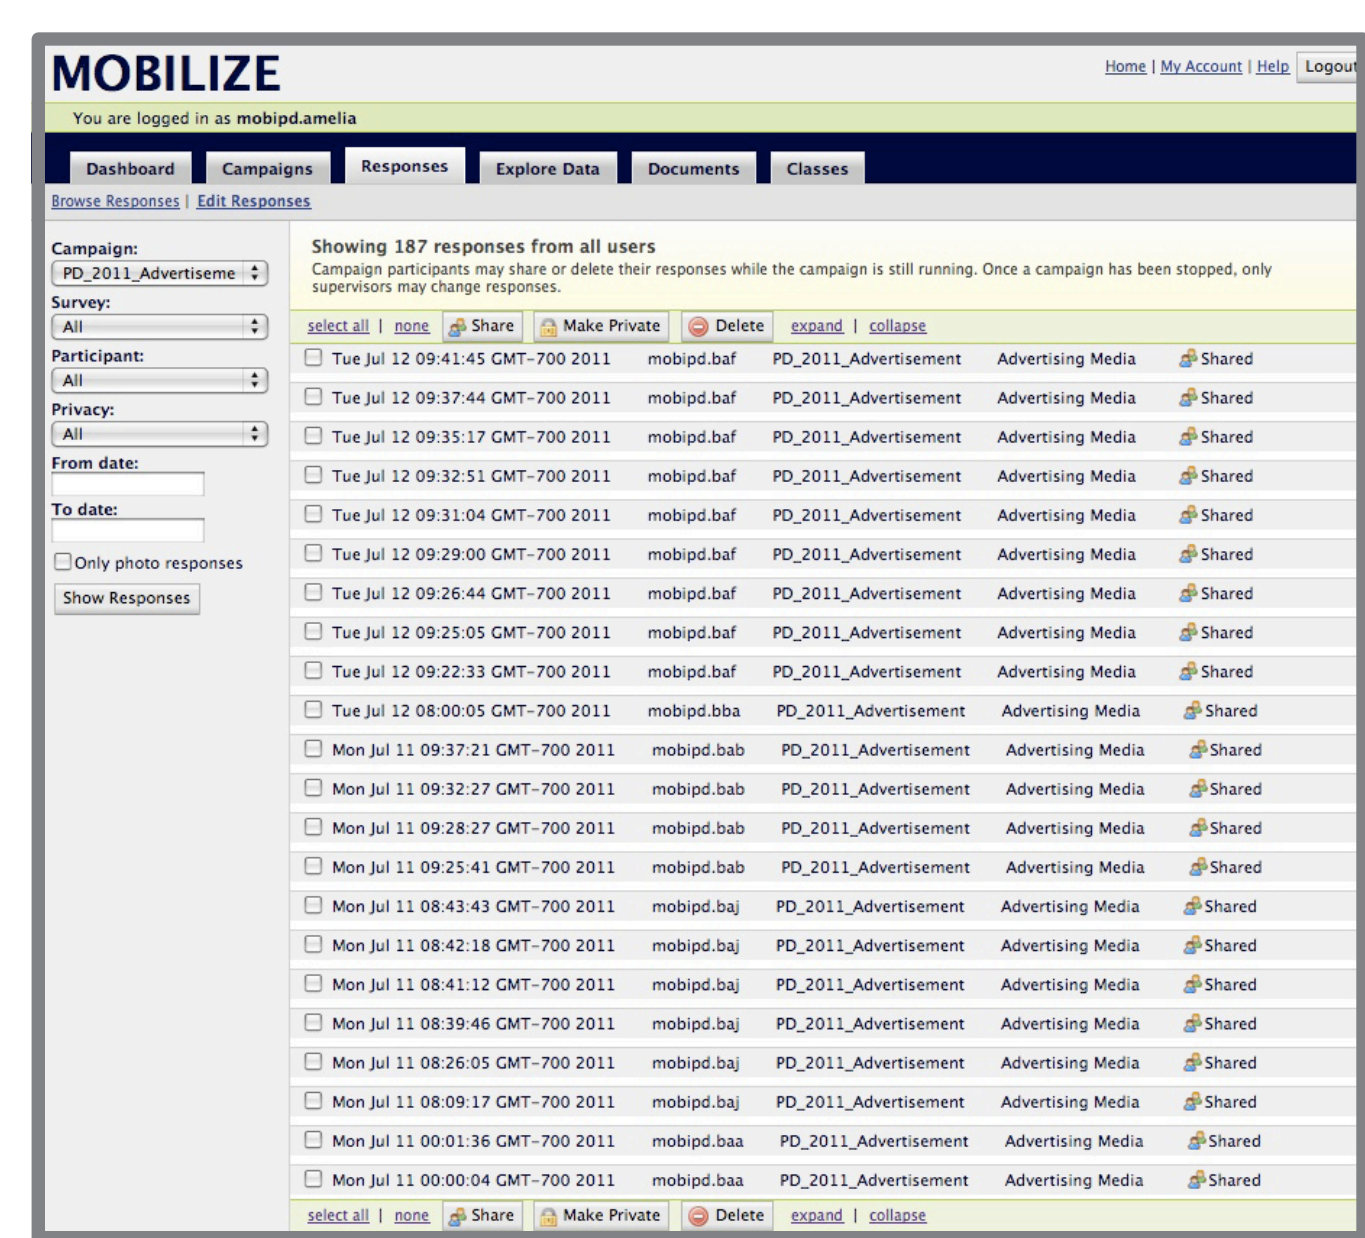 MOBILIZE
Home | My Account | Help Logout
You are logged in as mobipd.amelia
Dashboard Campaigns Responses Explore Data Documents Classes
Browse Responses | Edit Responses
Campaign:
PD_2011_Advertiseme
Survey:
All
Participant:
All
Privacy:
All
From date:
To date:
Only photo responses
Show Responses
Showing 187 responses from all users
Campaign participants may share or delete their responses while the campaign is still running. Once a campaign has been stopped, only
supervisors may change responses.
select all | none Share Make Private Delete expand | collapse
Tue Jul 12 09:41:45 GMT-700 2011 mobipd.baf PD_2011_Advertisement Advertising Media Shared
Tue Jul 12 09:37:44 GMT-700 2011 mobipd.baf PD_2011_Advertisement Advertising Media Shared
Tue Jul 12 09:35:17 GMT-700 2011 mobipd.baf PD_2011_Advertisement Advertising Media Shared
Tue Jul 12 09:32:51 GMT-700 2011 mobipd.baf PD_2011_Advertisement Advertising Media Shared
Tue Jul 12 09:31:04 GMT-700 2011 mobipd.baf PD_2011_Advertisement Advertising Media Shared
Tue Jul 12 09:29:00 GMT-700 2011 mobipd.baf PD_2011_Advertisement Advertising Media Shared
Tue Jul 12 09:26:44 GMT-700 2011 mobipd.baf PD_2011_Advertisement Advertising Media Shared
Tue Jul 12 09:25:05 GMT-700 2011 mobipd.baf PD_2011_Advertisement Advertising Media Shared
Tue Jul 12 09:22:33 GMT-700 2011 mobipd.baf PD_2011_Advertisement Advertising Media Shared
Tue Jul 12 08:00:05 GMT-700 2011 mobipd.bba PD_2011_Advertisement Advertising Media Shared
Mon Jul 11 09:37:21 GMT-700 2011 mobipd.bab PD_2011_Advertisement Advertising Media Shared
Mon Jul 11 09:32:27 GMT-700 2011 mobipd.bab PD_2011_Advertisement Advertising Media Shared
Mon Jul 11 09:28:27 GMT-700 2011 mobipd.bab PD_2011_Advertisement Advertising Media Shared
Mon Jul 11 09:25:41 GMT-700 2011 mobipd.bab PD_2011_Advertisement Advertising Media Shared
Mon Jul 11 08:43:43 GMT-700 2011 mobipd.baj PD_2011_Advertisement Advertising Media Shared
Mon Jul 11 08:42:18 GMT-700 2011 mobipd.baj PD_2011_Advertisement Advertising Media Shared
Mon Jul 11 08:41:12 GMT-700 2011 mobipd.baj PD_2011_Advertisement Advertising Media Shared
Mon Jul 11 08:39:46 GMT-700 2011 mobipd.baj PD_2011_Advertisement Advertising Media Shared
Mon Jul 11 08:26:05 GMT-700 2011 mobipd.baj PD_2011_Advertisement Advertising Media Shared
Mon Jul 11 08:09:17 GMT-700 2011 mobipd.baj PD_2011_Advertisement Advertising Media Shared
Mon Jul 11 00:01:36 GMT-700 2011 mobipd.baa PD_2011_Advertisement Advertising Media Shared
Mon Jul 11 00:00:04 GMT-700 2011 mobipd.baa PD_2011_Advertisement Advertising Media Shared
select all | none Share Make Private Delete expand | collapse